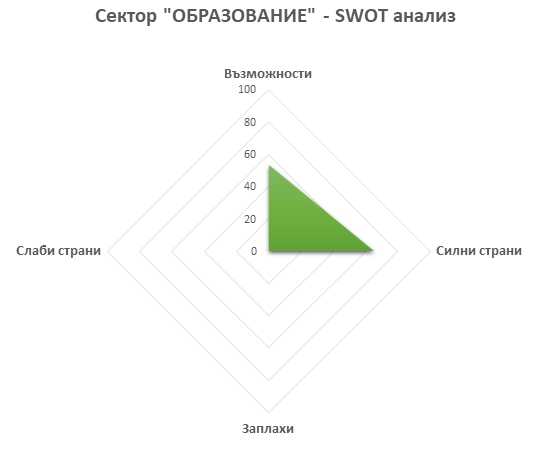 Сектор "ОБРАЗОВАНИЕ" - SWOT анализ
Възможности
100
80
60
40
20
0
Слаби страни
Силни страни
Заплахи